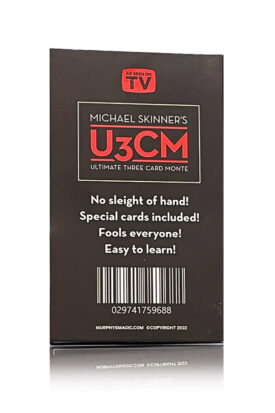 AS SEEN ON
TV
MICHAEL SKINNER'S
U3CM
ULTIMATE THREE CARD MONTE
No sleight of hand!
Special cards included!
Fools everyone!
Easy to learn!
029741759688
MURPHYSMAGIC.COM ©COPYRIGHT 2022